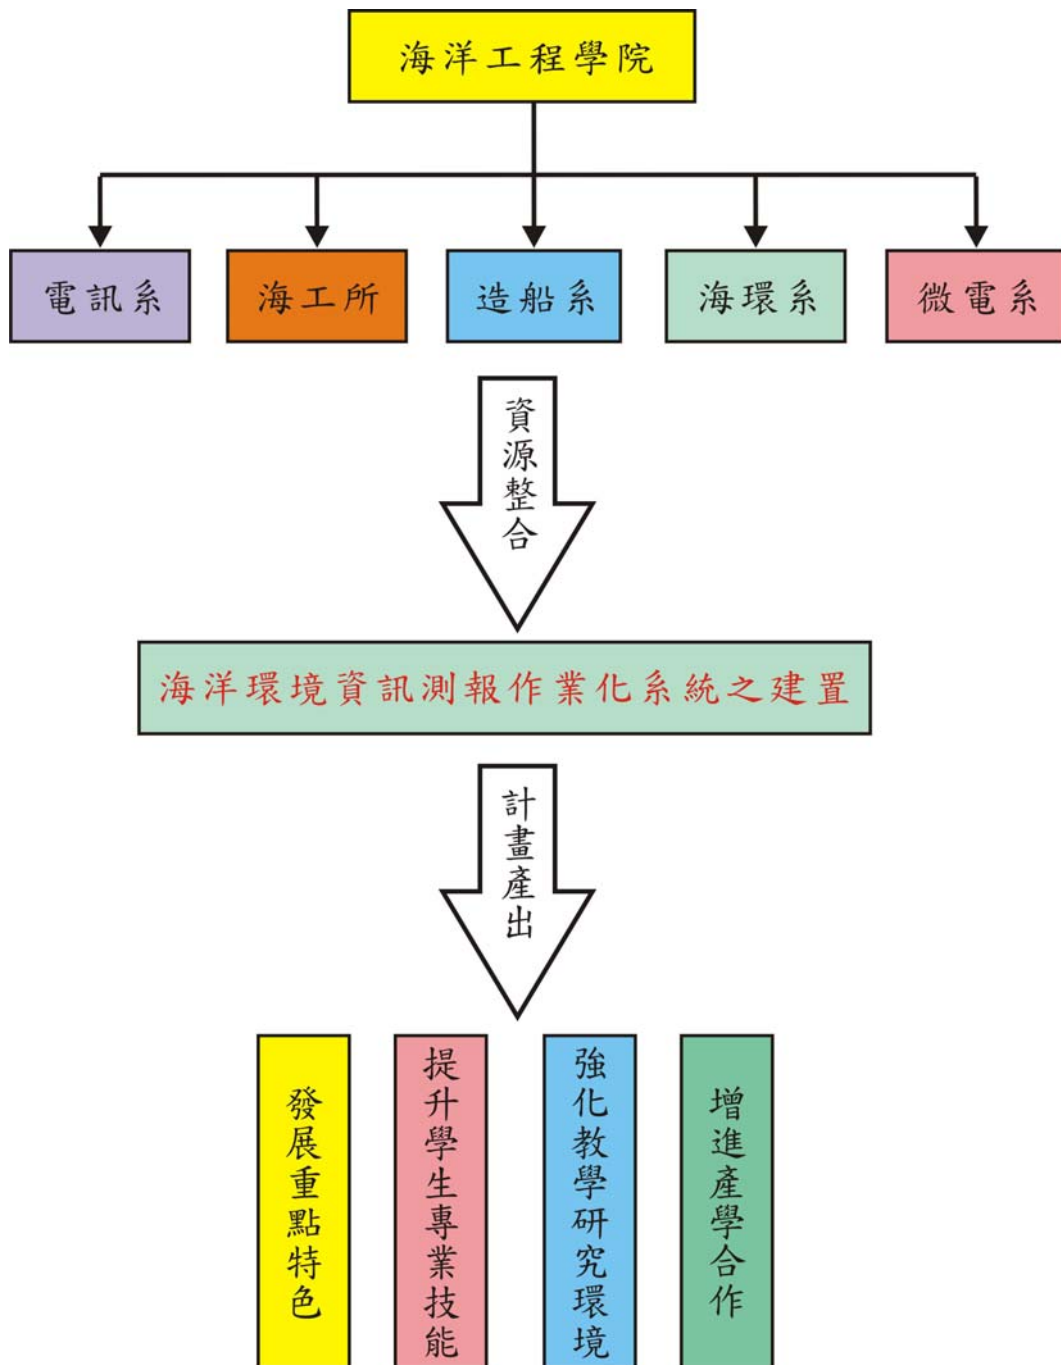 海洋工程學院
電訊系
海工所
造船系
海環系
微電系
資源整合
海洋環境資訊測報作業化系統之建置
計畫產出
發展重點特色
提升學生專業技能
強化教學研究環境
增進產學合作